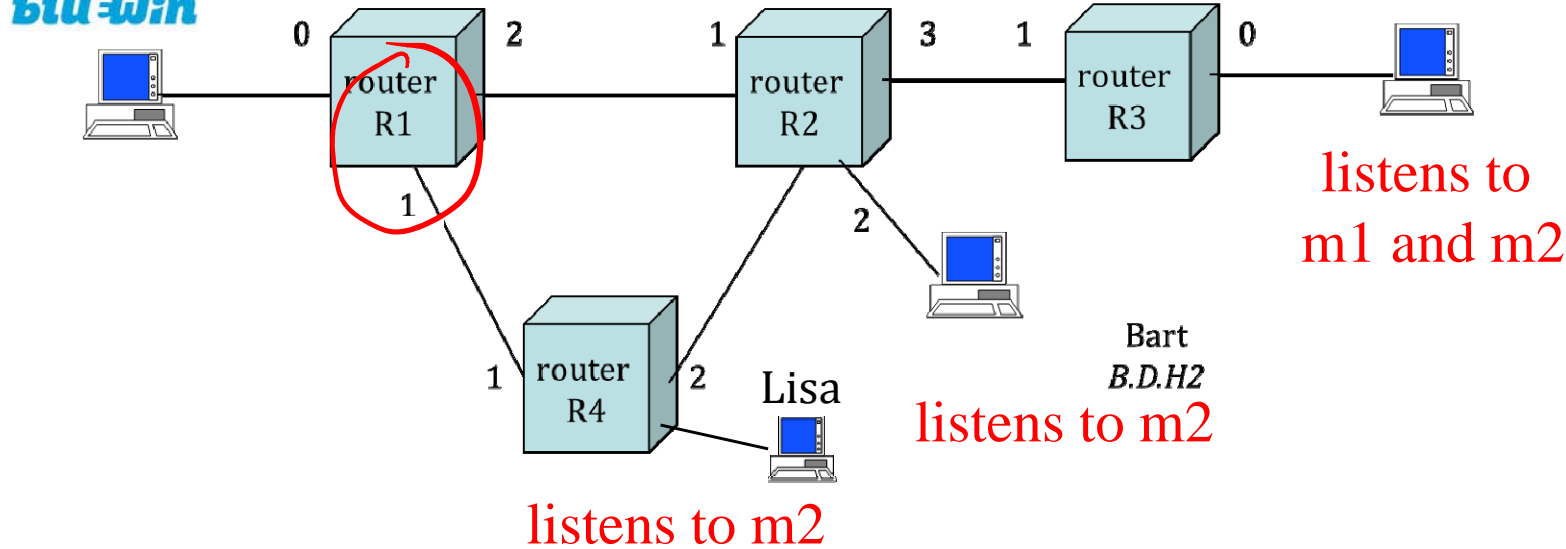 bluewin
0
2
1
3
1
0
router
R1
router
R2
router
R3
1
2
listens to
m1 and m2
1
router
R4
2
Lisa
Bart
B.D.H2
listens to m2
listens to m2